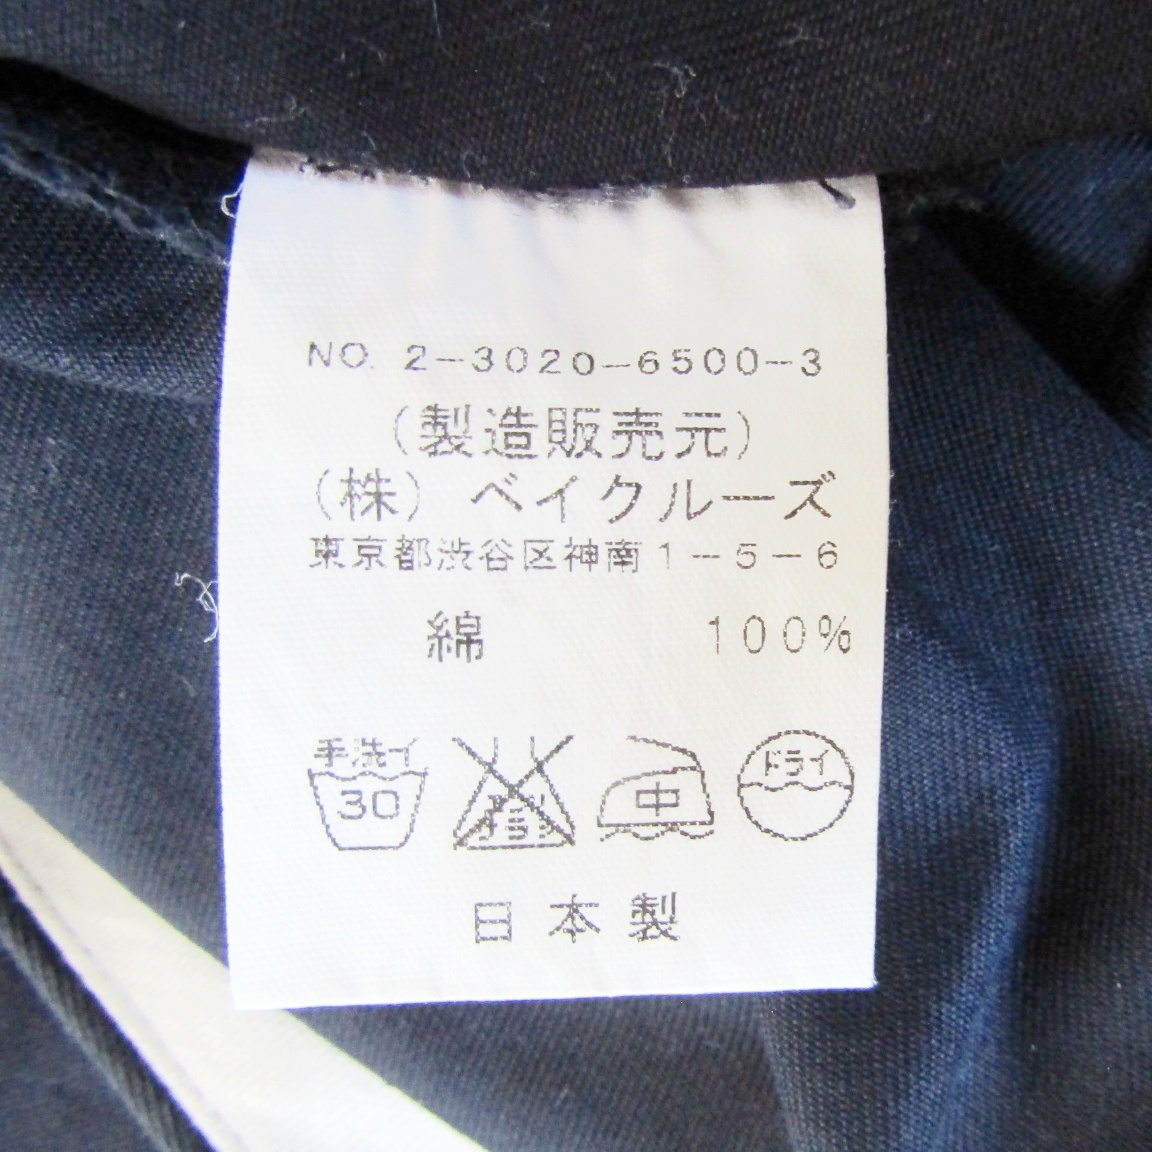 NO. 2-3020-6500-3
(製造販売元)
(株) ベイクルーズ
東京都渋谷区神南1-5-6
綿 100%
手洗イ 30 中 ドライ
日本製